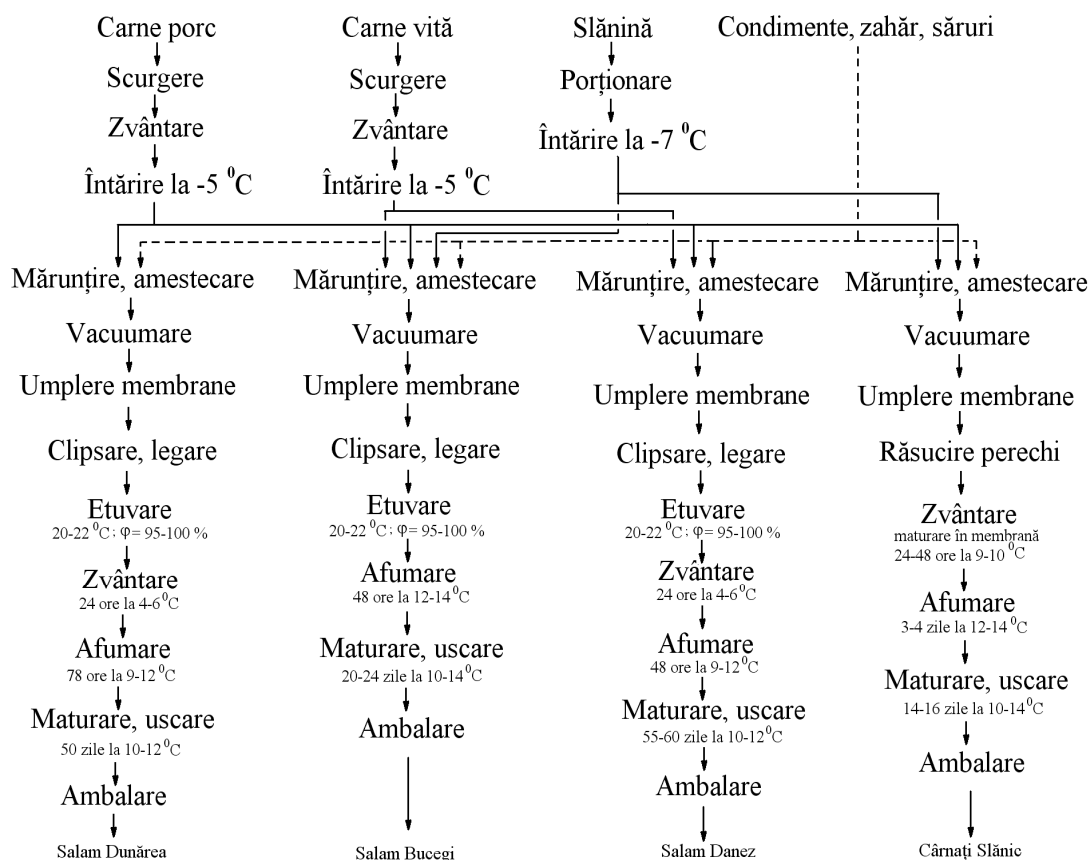 Carne porc
Carne vită
Slănină
Condimente, zahăr, săruri
Scurgere
Scurgere
Porționare
Zvântare
Zvântare
Întărire la -7 ⁰C
Întărire la -5 ⁰C
Întărire la -5 ⁰C
Mărunțire, amestecare
Vacuumare
Umplere membrane
Clipsare, legare
Etuvare
20-22 ⁰C; φ= 95-100 %
Zvântare
24 ore la 4-6⁰C
Afumare
78 ore la 9-12⁰C
Maturare, uscare
50 zile la 10-12⁰C
Ambalare
Salam Dunărea
Mărunțire, amestecare
Vacuumare
Umplere membrane
Clipsare, legare
Etuvare
20-22 ⁰C; φ= 95-100 %
Afumare
48 ore la 12-14⁰C
Maturare, uscare
20-24 zile la 10-14⁰C
Ambalare
Salam Bucegi
Mărunțire, amestecare
Vacuumare
Umplere membrane
Clipsare, legare
Etuvare
20-22 ⁰C; φ= 95-100 %
Zvântare
24 ore la 4-6⁰C
Afumare
48 ore la 9-12⁰C
Maturare, uscare
55-60 zile la 10-12⁰C
Ambalare
Salam Danez
Mărunțire, amestecare
Vacuumare
Umplere membrane
Răsucire perechi
Zvântare
maturare în membrană
24-48 ore la 9-10 ⁰C
Afumare
3-4 zile la 12-14⁰C
Maturare, uscare
14-16 zile la 10-14⁰C
Ambalare
Cârnați Slănic